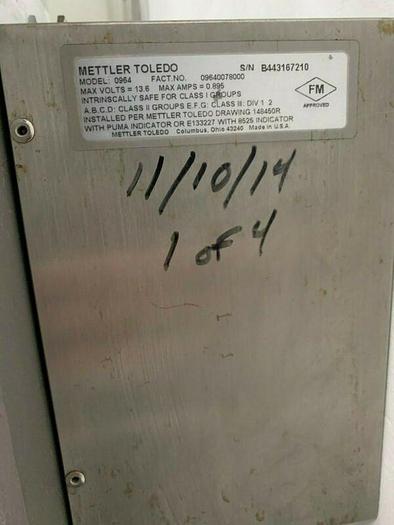 METTLER TOLEDO S/N B443167210
MODEL: 0964 FACT.NO. 09640078000
MAX VOLTS = 13.6 MAX AMPS = 0.895
INTRINSCALLY SAFE FOR CLASS I GROUPS
A.B.C.D: CLASS II GROUPS E.F.G: CLASS III: DIV 1 2
INSTALLED PER METTLER TOLEDO DRAWING 148450R
WITH PUMA INDICATOR OR E133227 WITH 8525 INDICATOR
METTLER TOLEDO Columbus, Ohio 43240 Made in U.S.A.
FM
APPROVED
11/10/14
1 of 4